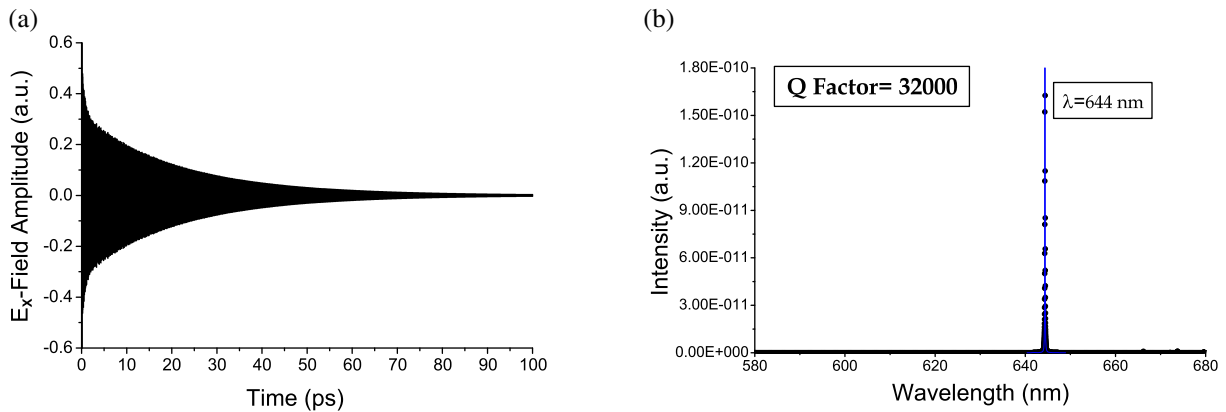 (a)
0.6
0.4
0.2
0.0
-0.2
-0.4
-0.6
Ex-Field Amplitude (a.u.)
0 10 20 30 40 50 60 70 80 90 100
Time (ps)
(b)
Q Factor= 32000
λ=644 nm
1.80E-010
1.50E-010
1.20E-010
9.00E-011
6.00E-011
3.00E-011
0.00E+000
Intensity (a.u.)
580 600 620 640 660 680
Wavelength (nm)